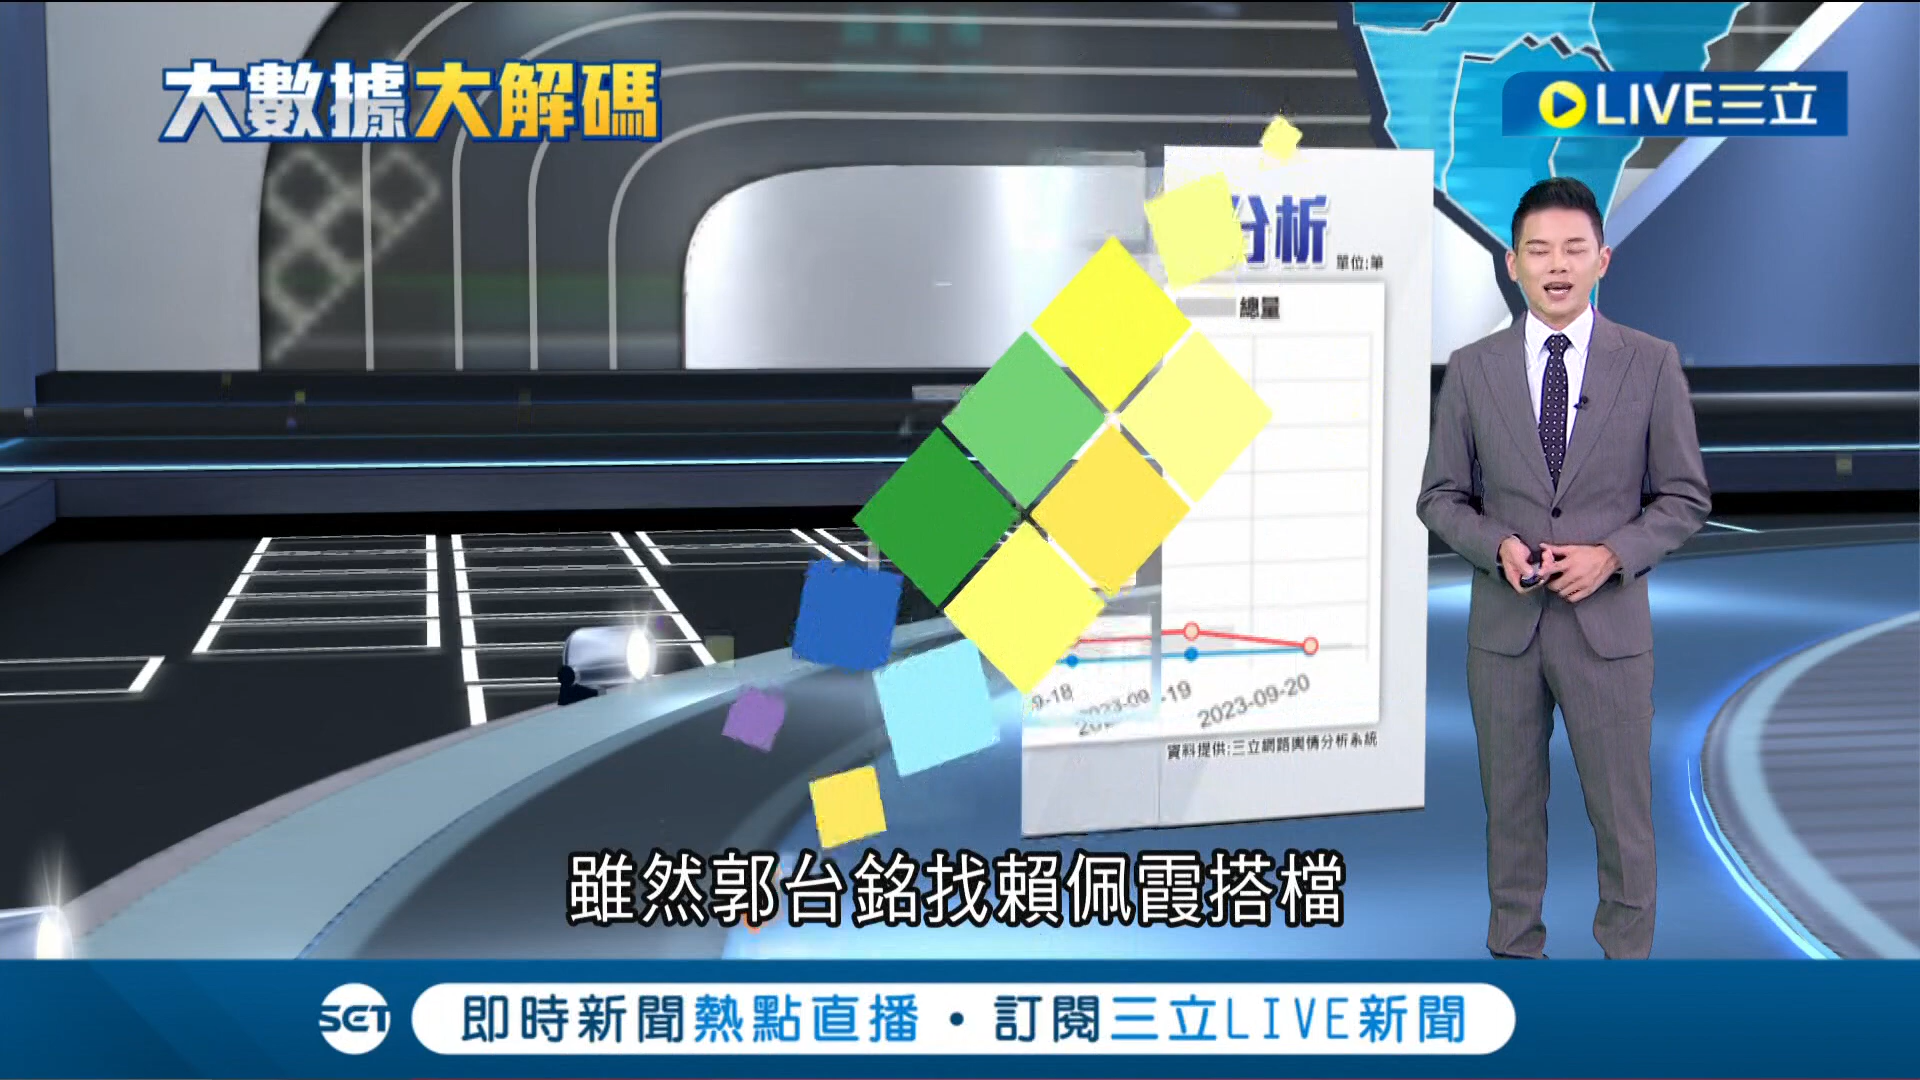 大數據大解碼
LIVE三立
分析
單位:筆
總量
9-18
2023-09-19
2023-09-20
資料提供:三立網路輿情分析系統
雖然郭台銘找賴佩霞搭檔
SET 即時新聞熱點直播・訂閱三立LIVE新聞